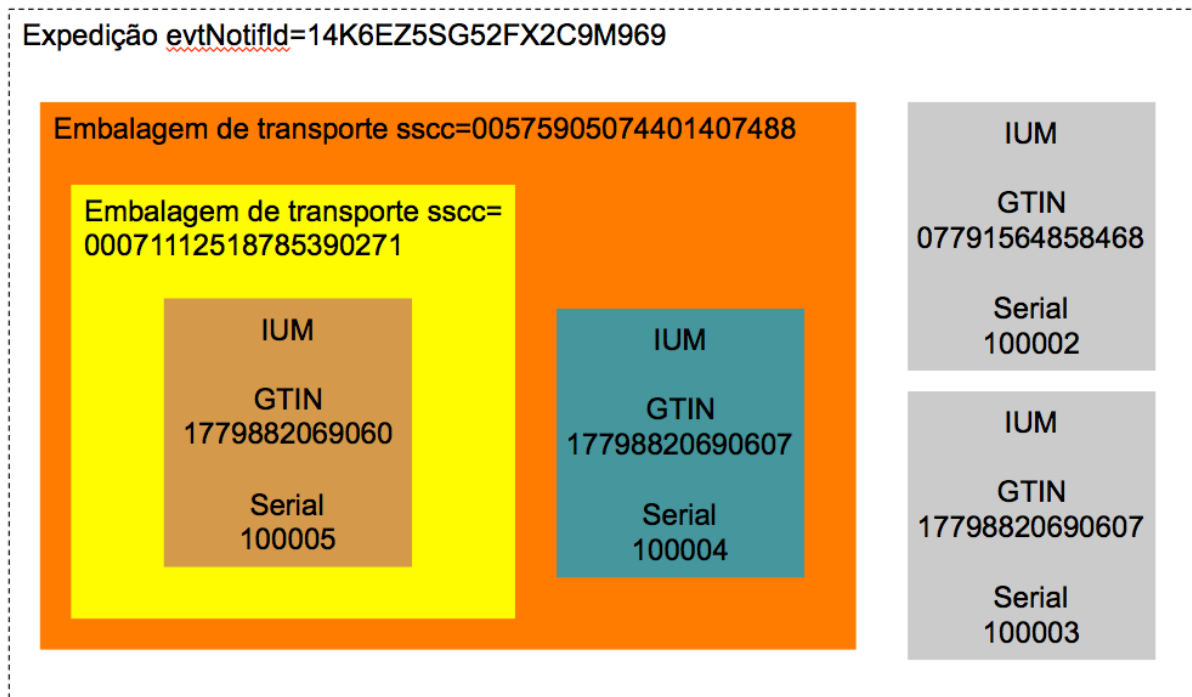 Expedição evtNotifId=14K6EZ5SG52FX2C9M969
Embalagem de transporte sscc=00575905074401407488
Embalagem de transporte sscc=
00071112518785390271
IUM
GTIN
1779882069060
Serial
100005
IUM
GTIN
17798820690607
Serial
100004
IUM
GTIN
07791564858468
Serial
100002
IUM
GTIN
17798820690607
Serial
100003